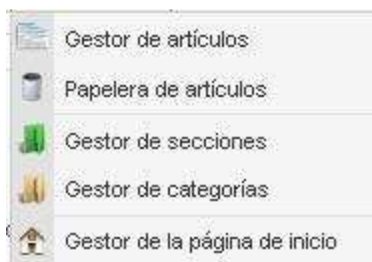 Gestor de artículos
Papelera de artículos
Gestor de secciones
Gestor de categorías
Gestor de la página de inicio